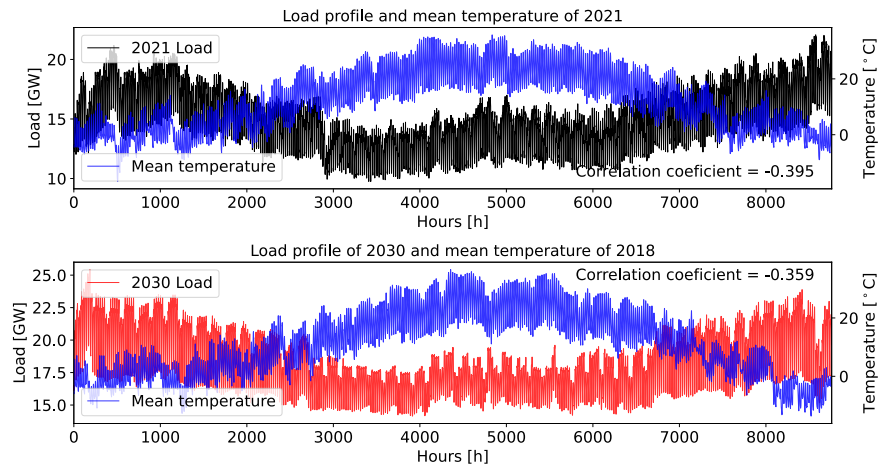 Load profile and mean temperature of 2021
Load [GW]
20
15
10
2021 Load
Mean temperature
Correlation coeficient = -0.395
20
0
Temperature [°C]
0 1000 2000 3000 4000 5000 6000 7000 8000
Hours [h]
Load profile of 2030 and mean temperature of 2018
Load [GW]
25.0
22.5
20.0
17.5
15.0
2030 Load
Mean temperature
Correlation coeficient = -0.359
20
0
Temperature [°C]
0 1000 2000 3000 4000 5000 6000 7000 8000
Hours [h]